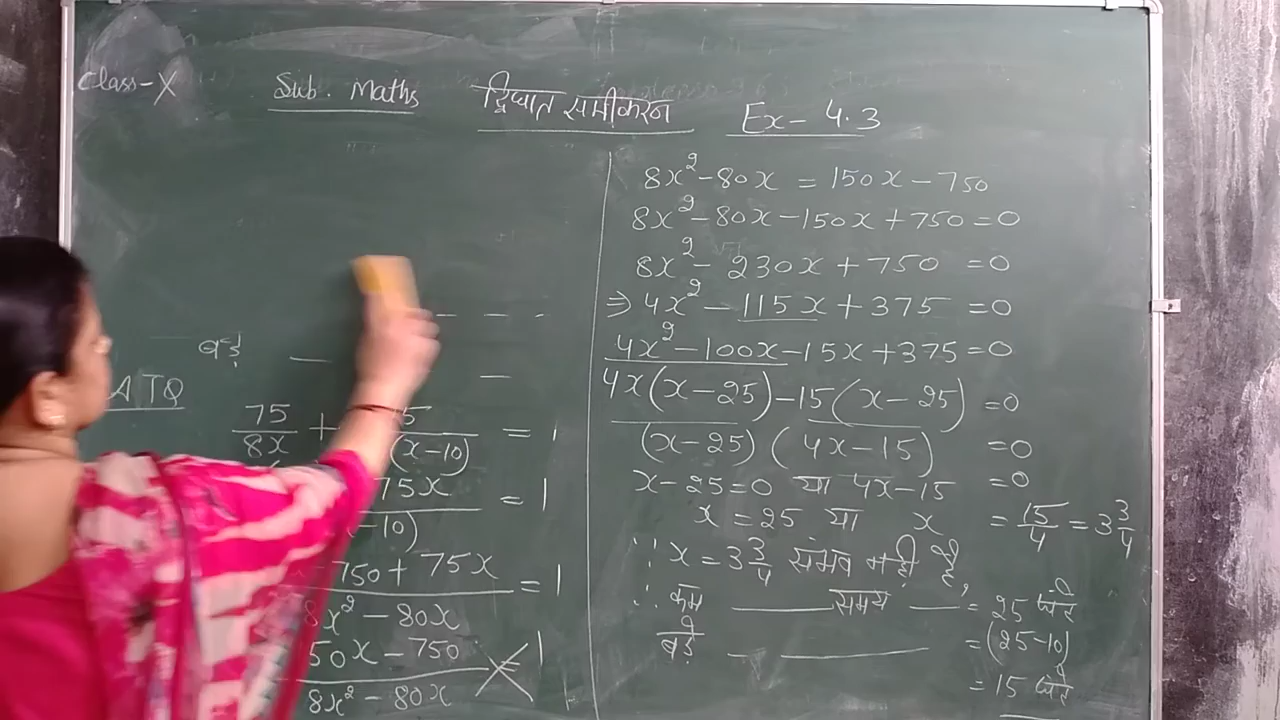 Class-X
Sub. Maths
द्विघात समीकरन
Ex- 4.3
बड़े —
—
A TQ
75/8x + 5/(x-10) = 1
75x/-10) = 1
750 + 75x/8x² - 80x = 1
50x - 750/8x² - 80x = 1
8x² - 80x = 150x - 750
8x² - 80x - 150x + 750 = 0
8x² - 230x + 750 = 0
⇒ 4x² - 115x + 375 = 0
4x² - 100x - 15x + 375 = 0
4x(x - 25) - 15(x - 25) = 0
(x - 25) (4x - 15) = 0
x - 25 = 0 या 4x - 15 = 0
x = 25 या x = 15/4 = 3 3/4
∵ x = 3 3/4 संभव नही है,
∴ कम ——— समय — = 25 घंटे
बड़े — ——— = (25-10)
= 15 घंटे